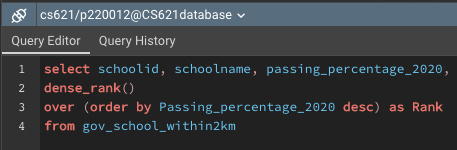 cs621/p220012@CS621database
Query Editor Query History
1 select schoolid, schoolname, passing_percentage_2020,
2 dense_rank()
3 over (order by Passing_percentage_2020 desc) as Rank
4 from gov_school_within2km